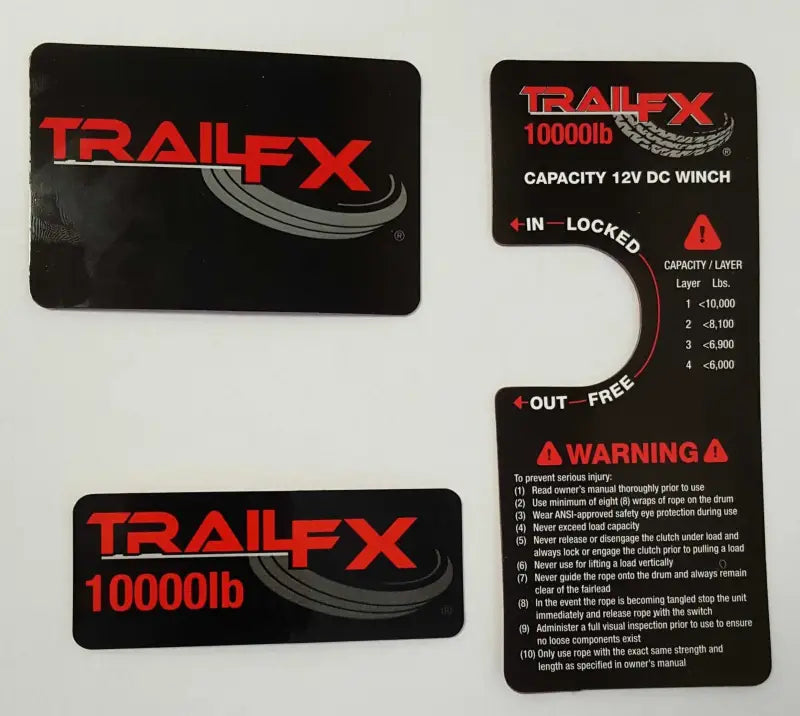 TRAILFX
®
TRAILFX
10000lb
®
TRAILFX
10000lb
®
CAPACITY 12V DC WINCH
IN LOCKED
CAPACITY / LAYER
Layer Lbs.
1 <10,000
2 <8,100
3 <6,900
4 <6,000
OUT FREE
WARNING
To prevent serious injury:
(1) Read owner's manual thoroughly prior to use
(2) Use minimum of eight (8) wraps of rope on the drum
(3) Wear ANSI-approved safety eye protection during use
(4) Never exceed load capacity
(5) Never release or disengage the clutch under load and
always lock or engage the clutch prior to pulling a load
(6) Never use for lifting a load vertically
(7) Never guide the rope onto the drum and always remain
clear of the fairlead
(8) In the event the rope is becoming tangled stop the unit
immediately and release rope with the switch
(9) Administer a full visual inspection prior to use to ensure
no loose components exist
(10) Only use rope with the exact same strength and
length as specified in owner's manual